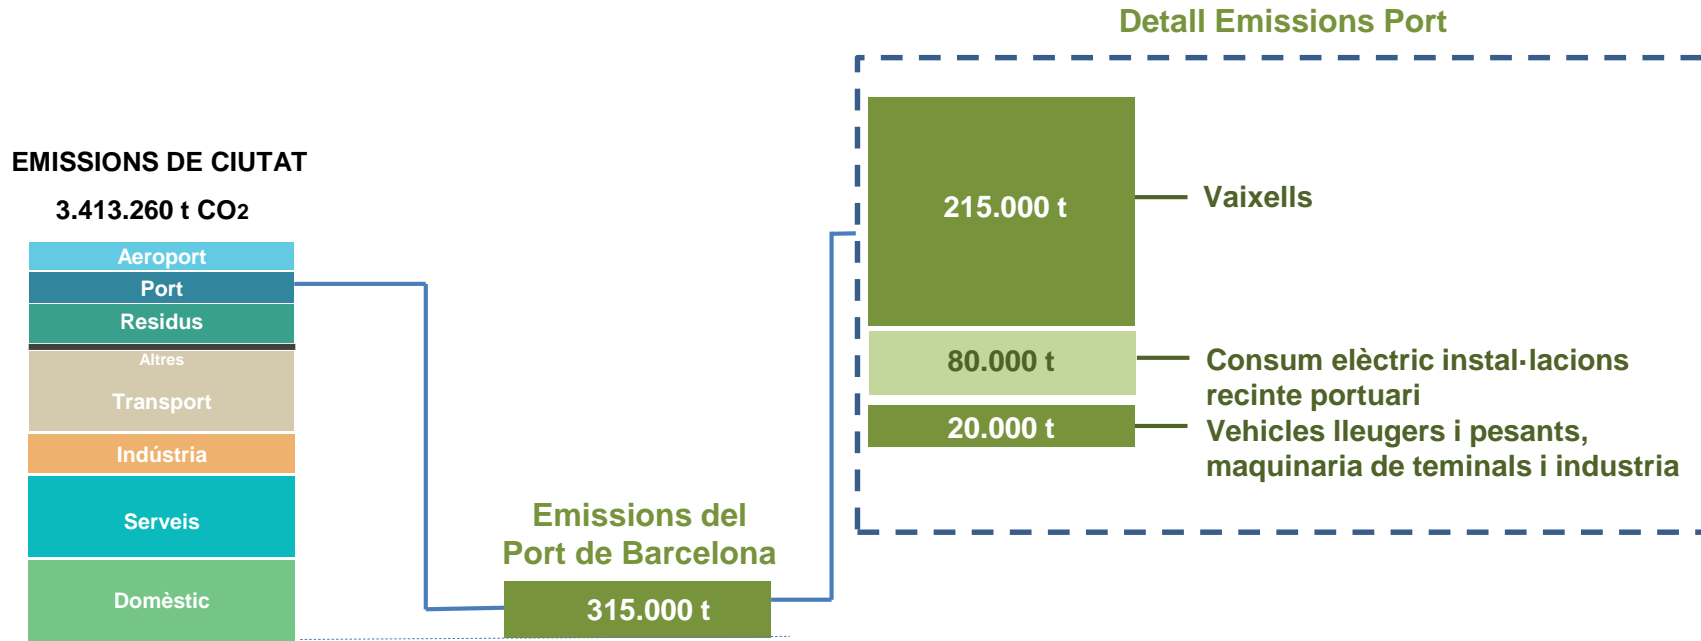 Detall Emissions Port
EMISSIONS DE CIUTAT
3.413.260 t CO2
Aeroport
Port
Residus
Altres
Transport
Indústria
Serveis
Domèstic
Emissions del
Port de Barcelona
315.000 t
215.000 t
Vaixells
80.000 t
Consum elèctric instal·lacions
recinte portuari
20.000 t
Vehicles lleugers i pesants,
maquinaria de teminals i industria